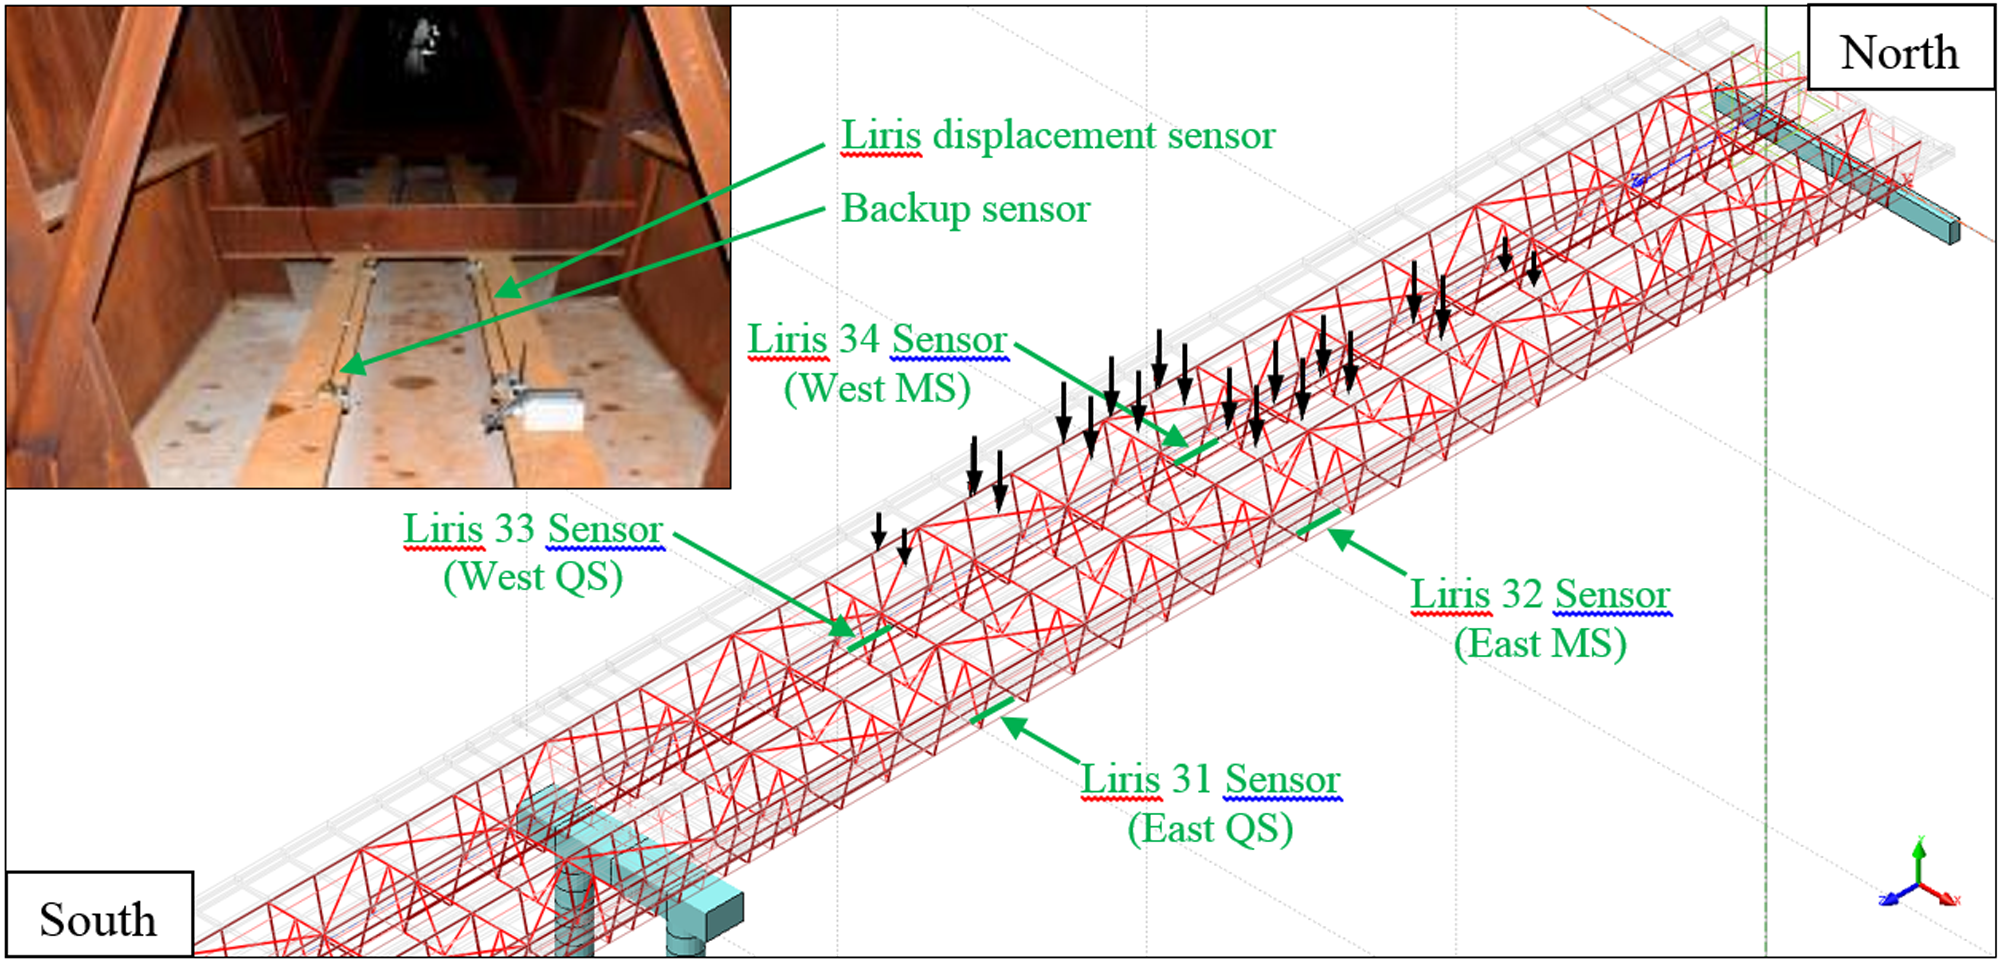 North
Liris displacement sensor
Backup sensor
Liris 34 Sensor
(West MS)
Liris 33 Sensor
(West QS)
Liris 32 Sensor
(East MS)
Liris 31 Sensor
(East QS)
South
X
Y
Z
X